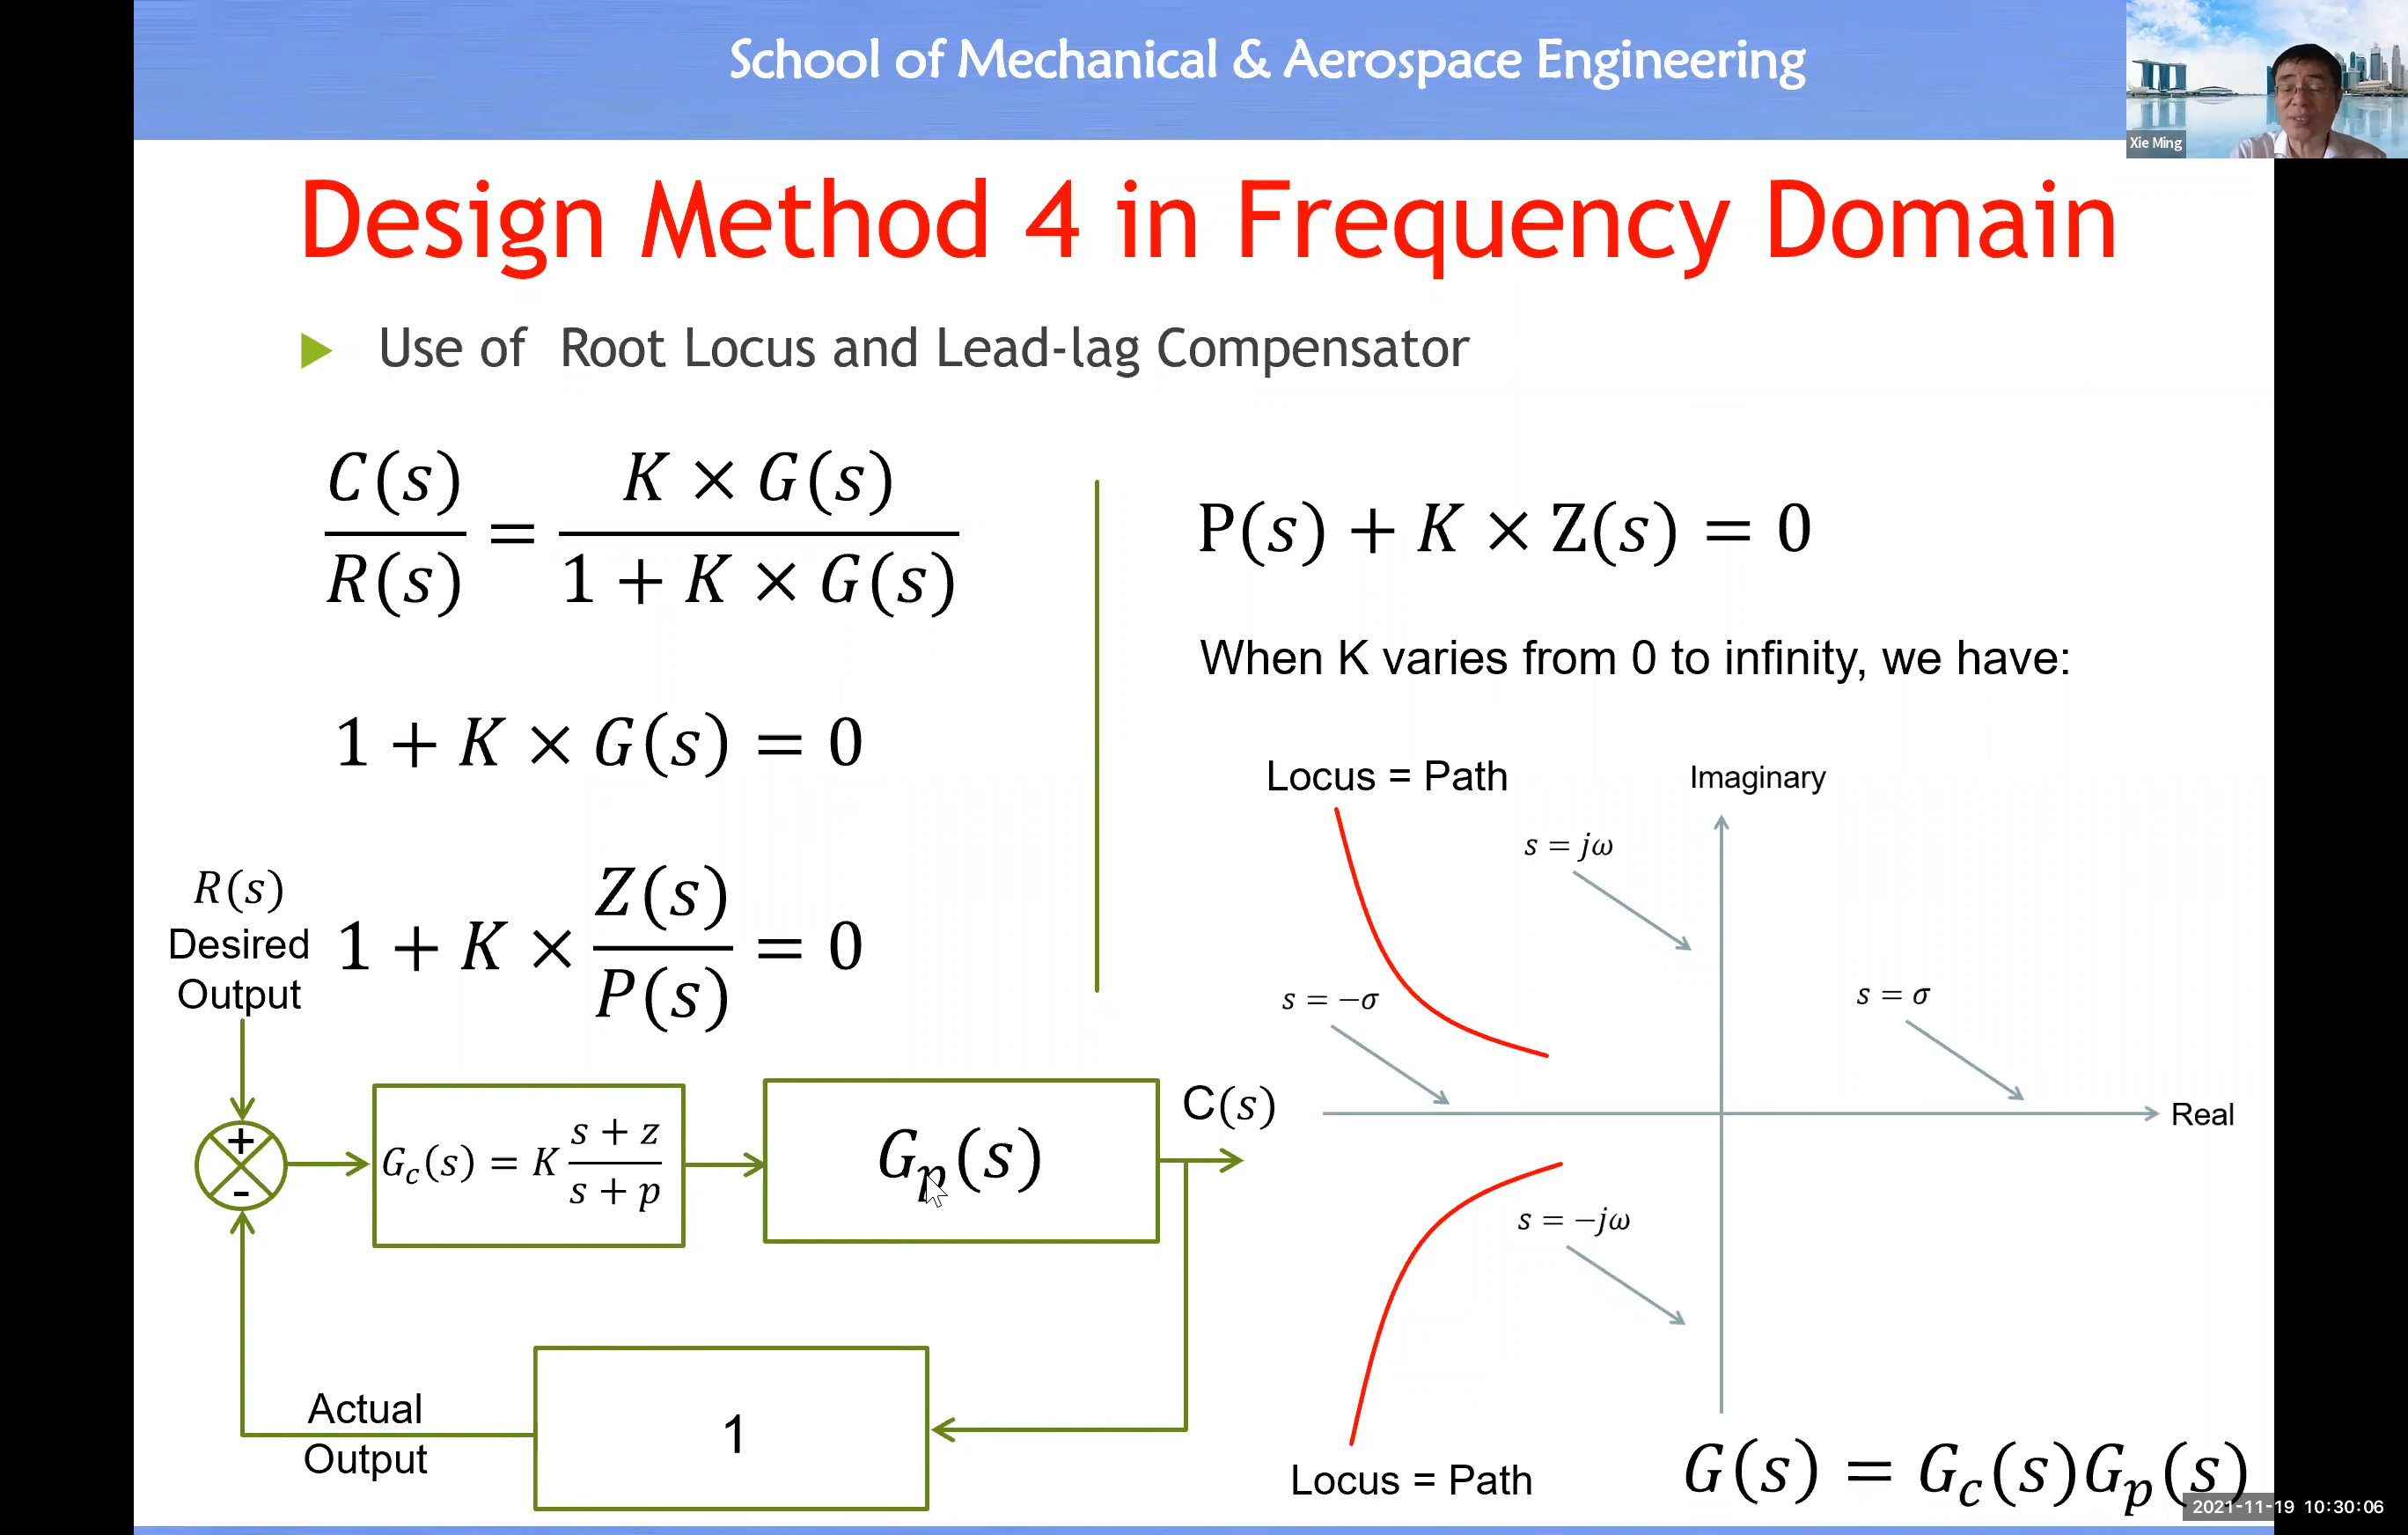 School of Mechanical & Aerospace Engineering
Xie Ming
Design Method 4 in Frequency Domain
Use of Root Locus and Lead-lag Compensator
C(s)/R(s) = K × G(s)/1 + K × G(s)
1 + K × G(s) = 0
1 + K × Z(s)/P(s) = 0
P(s) + K × Z(s) = 0
When K varies from 0 to infinity, we have:
Locus = Path
Imaginary
s = jω
s = −σ
s = σ
Real
s = −jω
Locus = Path
G(s) = G_c(s)G_p(s)
R(s)
Desired
Output
+
-
G_c(s) = K s + z/s + p
G_p(s)
C(s)
1
Actual
Output
2021-11-19 10:30:06